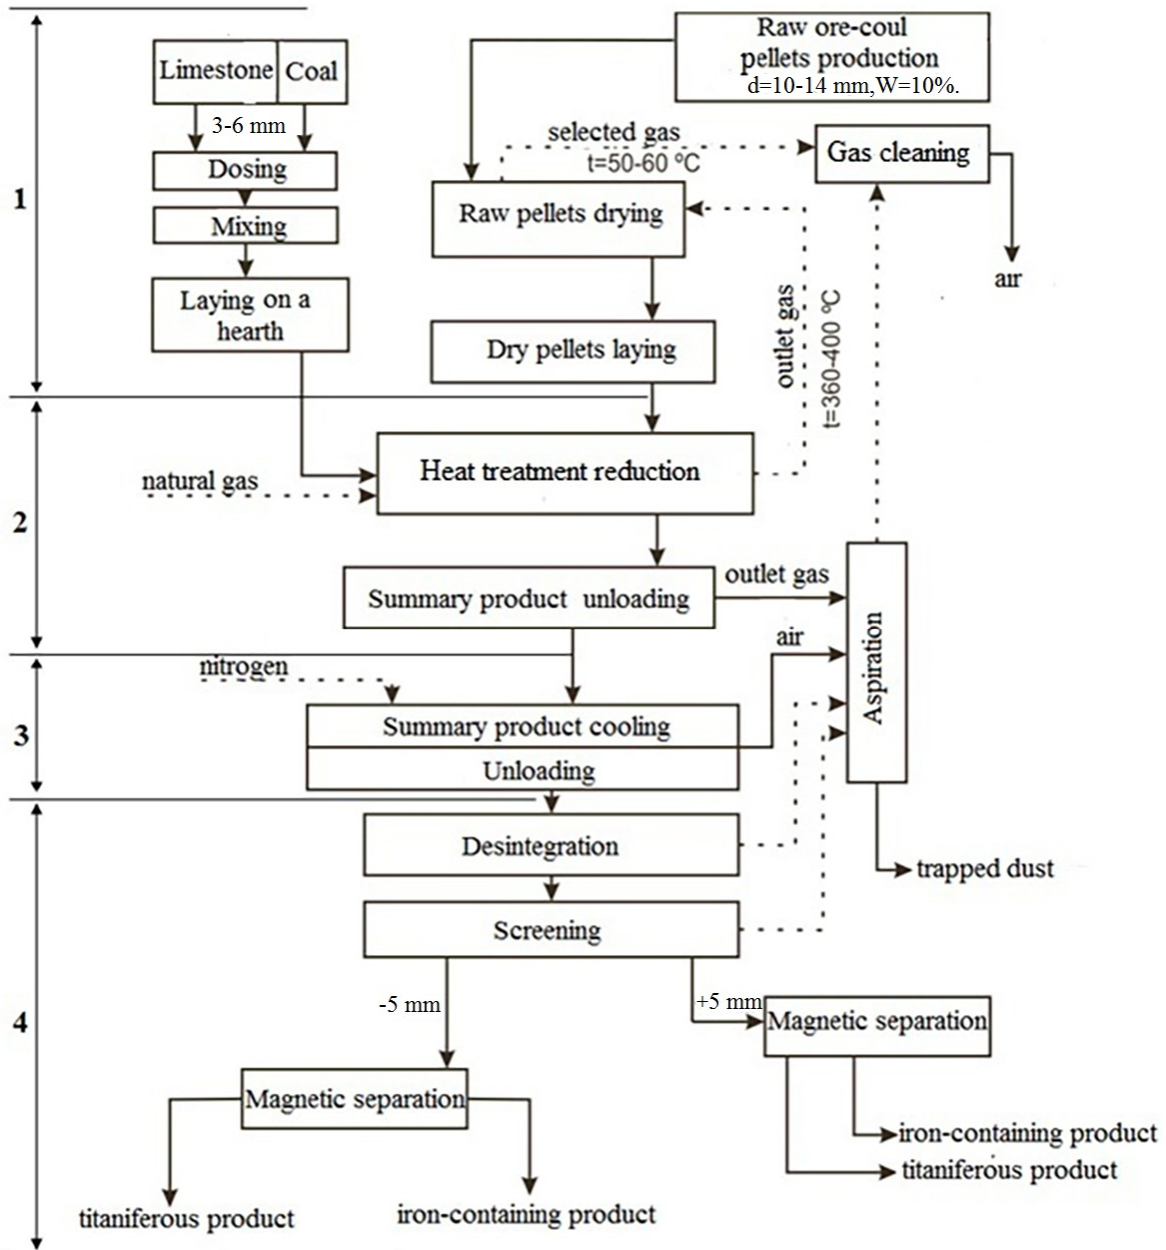 Raw ore-coul
pellets production
d=10-14 mm,W=10%.
Limestone
Coal
3-6 mm
selected gas
t=50-60 ºC
Gas cleaning
Dosing
1
Raw pellets drying
Mixing
air
Laying on a
hearth
outlet gas
t=360-400 ºC
Dry pellets laying
Heat treatment reduction
natural gas
2
outlet gas
Summary product unloading
air
Aspiration
nitrogen
Summary product cooling
3
Unloading
Desintegration
trapped dust
Screening
-5 mm
+5 mm
4
Magnetic separation
Magnetic separation
iron-containing product
titaniferous product
titaniferous product
iron-containing product